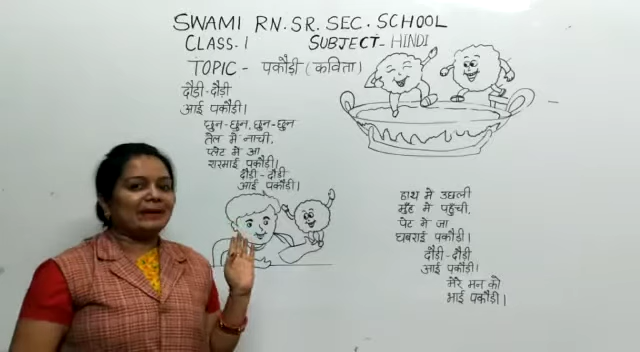 SWAMI RN. SR. SEC. SCHOOL
CLASS. I SUBJECT- HINDI
TOPIC - पकौड़ी (कविता)
दौड़ी-दौड़ी
आई पकौड़ी।
छुन-छुन, छुन-छुन
तेल मे नाची,
प्लेट मे आ
शरमाई पकौड़ी।
दौड़ी-दौड़ी
आई पकौड़ी।
हाथ मे उछली
मुँह मे पहुँची,
पेट मे जा
घबराई पकौड़ी।
दौड़ी-दौड़ी
आई पकौड़ी।
मेरे मन को
भाई पकौड़ी।